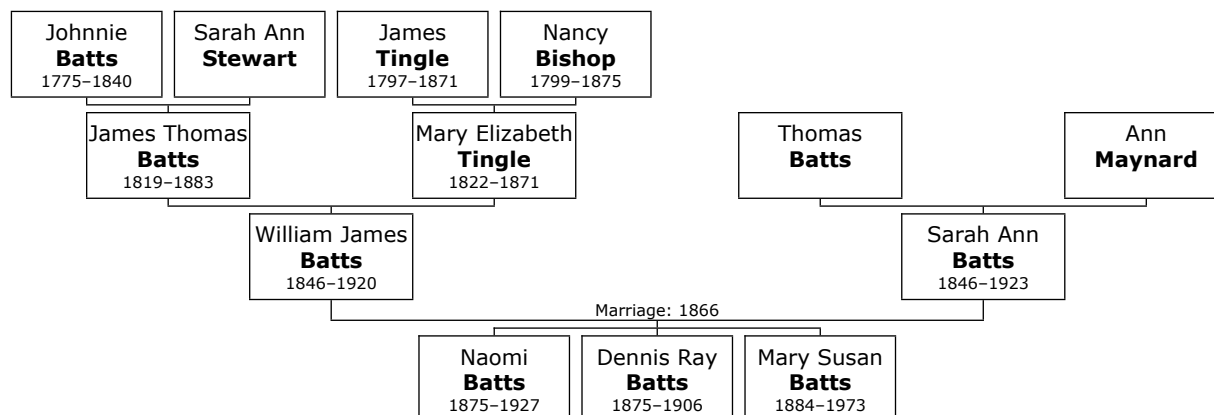 Johnnie
Batts
1775–1840
Sarah Ann
Stewart
James
Tingle
1797–1871
Nancy
Bishop
1799–1875
James Thomas
Batts
1819–1883
Mary Elizabeth
Tingle
1822–1871
Thomas
Batts
Ann
Maynard
William James
Batts
1846–1920
Sarah Ann
Batts
1846–1923
Marriage: 1866
Naomi
Batts
1875–1927
Dennis Ray
Batts
1875–1906
Mary Susan
Batts
1884–1973